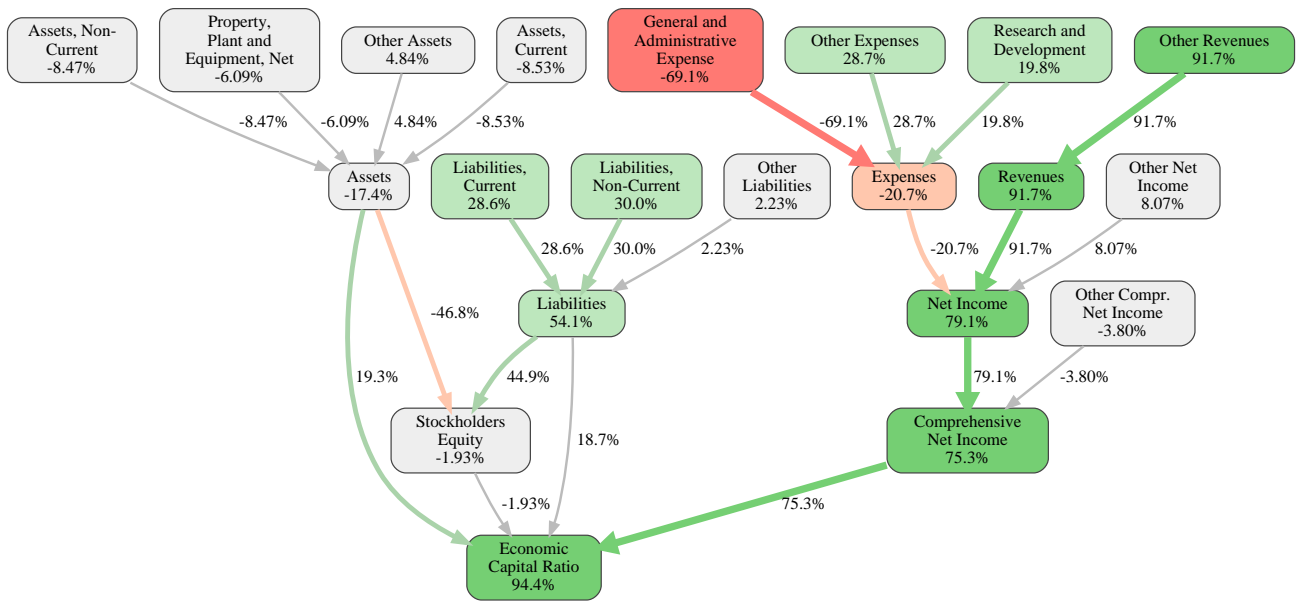 Assets, Non-
Current
-8.47%
Property,
Plant and
Equipment, Net
-6.09%
Other Assets
4.84%
Assets,
Current
-8.53%
General and
Administrative
Expense
-69.1%
Other Expenses
28.7%
Research and
Development
19.8%
Other Revenues
91.7%
-8.47%
-6.09%
4.84%
-8.53%
-69.1%
28.7%
19.8%
91.7%
Assets
-17.4%
Liabilities,
Current
28.6%
Liabilities,
Non-Current
30.0%
Other
Liabilities
2.23%
Expenses
-20.7%
Revenues
91.7%
Other Net
Income
8.07%
28.6%
30.0%
2.23%
-20.7%
91.7%
8.07%
-46.8%
Liabilities
54.1%
Net Income
79.1%
Other Compr.
Net Income
-3.80%
19.3%
44.9%
79.1%
-3.80%
Stockholders
Equity
-1.93%
18.7%
Comprehensive
Net Income
75.3%
-1.93%
75.3%
Economic
Capital Ratio
94.4%